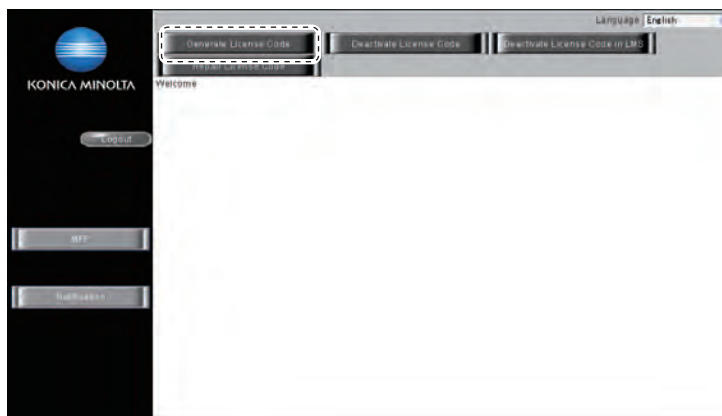 Language English
Generate License Code Deactivate License Code Deactivate License Code in LMS
Repair License Code
KONICA MINOLTA
Welcome
Logout
MFP
Notification